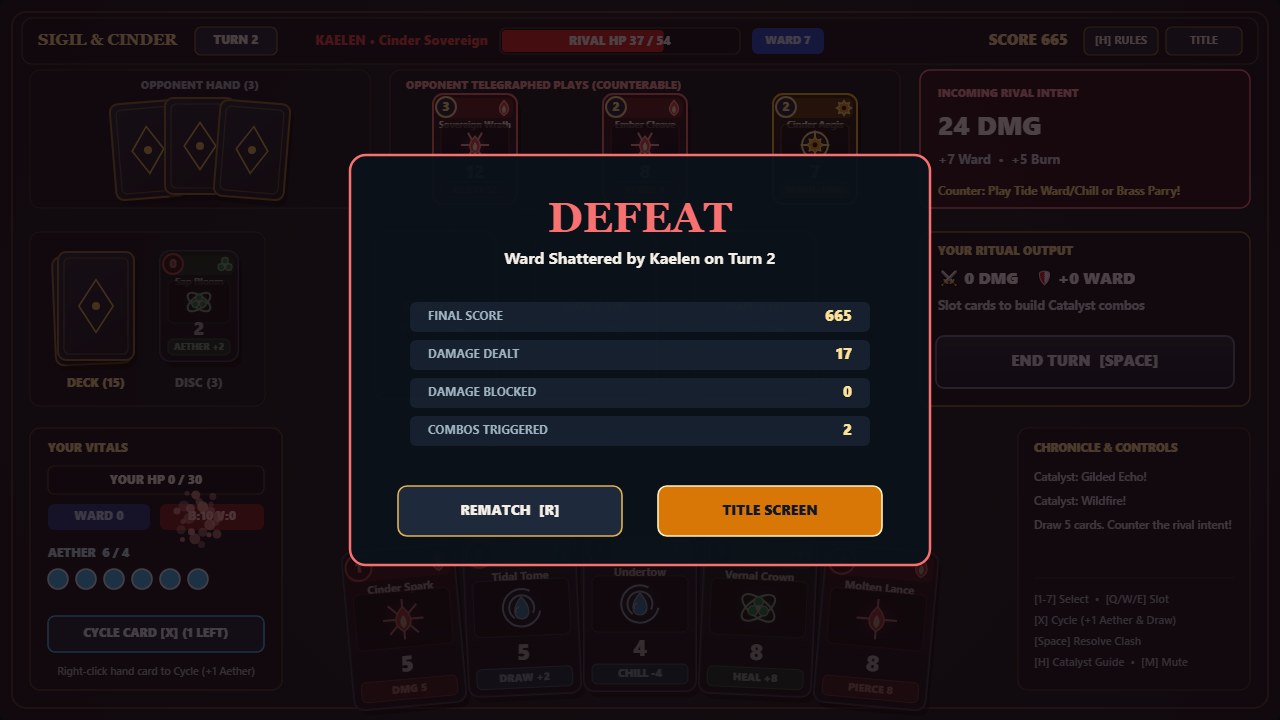 SIGIL & CINDER
TURN 2
KAELEN • Cinder Sovereign
RIVAL HP 37 / 54
WARD 7
SCORE 665
[H] RULES
TITLE
OPPONENT HAND (3)
OPPONENT TELEGRAPHED PLAYS (COUNTERABLE)
3
Sovereign Wrath
2
Ember Cleave
2
Cinder Aegis
INCOMING RIVAL INTENT
24 DMG
+7 Ward • +5 Burn
Counter: Play Tide Ward/Chill or Brass Parry!
DEFEAT
Ward Shattered by Kaelen on Turn 2
FINAL SCORE 665
DAMAGE DEALT 17
DAMAGE BLOCKED 0
COMBOS TRIGGERED 2
REMATCH [R]
TITLE SCREEN
0
Sap Bloom
2
AETHER +2
DECK (15)
DISC (3)
YOUR RITUAL OUTPUT
0 DMG
+0 WARD
Slot cards to build Catalyst combos
END TURN [SPACE]
YOUR VITALS
YOUR HP 0 / 30
WARD 0
AETHER 6 / 4
CYCLE CARD [X] (1 LEFT)
Right-click hand card to Cycle (+1 Aether)
Cinder Spark
5
DMG 5
Tidal Tome
5
DRAW +2
Undertow
4
CHILL -4
Vernal Crown
8
HEAL +8
Molten Lance
8
PIERCE 8
CHRONICLE & CONTROLS
Catalyst: Gilded Echo!
Catalyst: Wildfire!
Draw 5 cards. Counter the rival intent!
[1-7] Select • [Q/W/E] Slot
[X] Cycle (+1 Aether & Draw)
[Space] Resolve Clash
[H] Catalyst Guide • [M] Mute